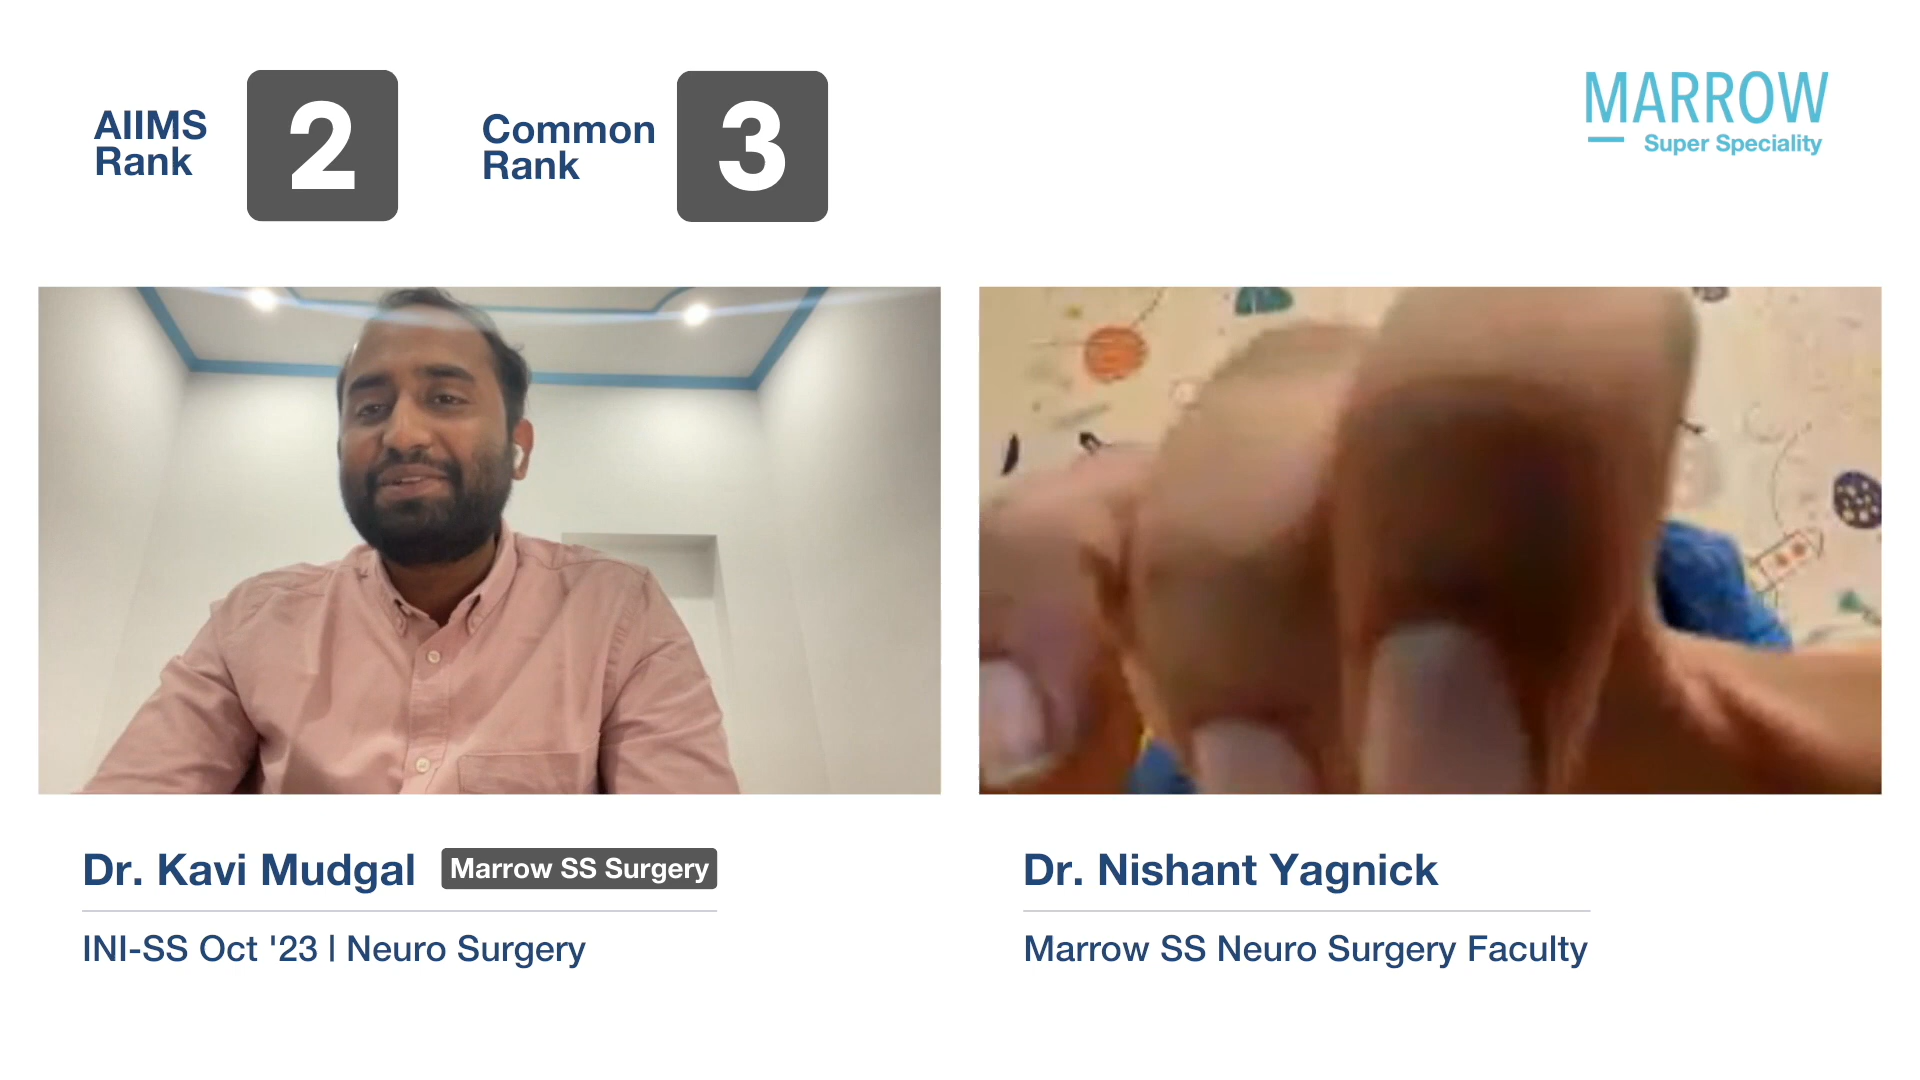 AIIMS
Rank
2
Common
Rank
3
MARROW
Super Speciality
Dr. Kavi Mudgal
Marrow SS Surgery
INI-SS Oct '23 | Neuro Surgery
Dr. Nishant Yagnick
Marrow SS Neuro Surgery Faculty